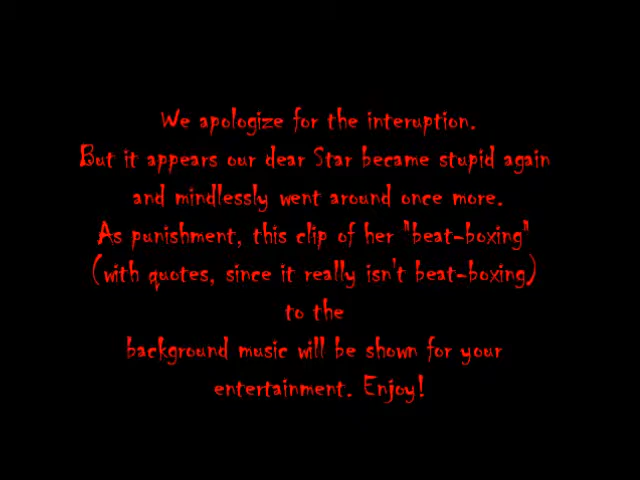 We apologize for the interuption.
But it appears our dear Star became stupid again
and mindlessly went around once more.
As punishment, this clip of her "beat-boxing"
(with quotes, since it really isn't beat-boxing)
to the
background music will be shown for your
entertainment. Enjoy!